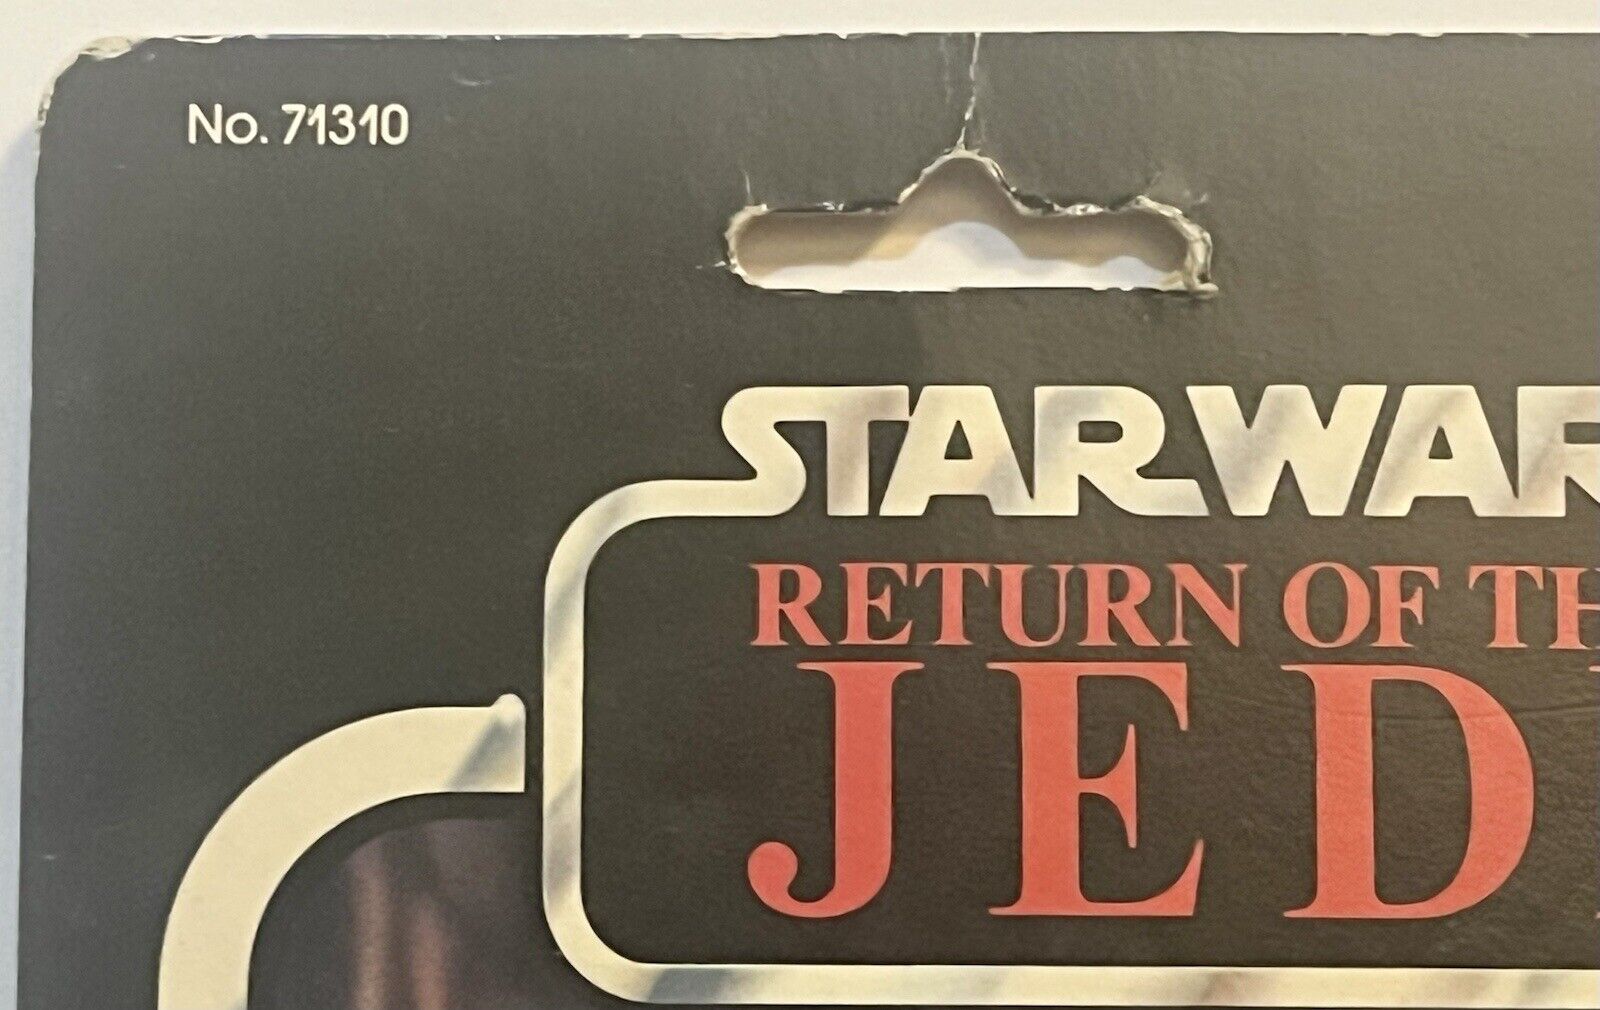 No. 71310
STAR WAR
RETURN OF TH
JED